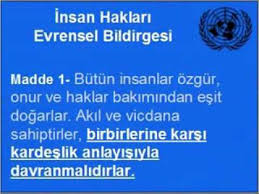 İnsan Hakları
Evrensel Bildirgesi
Madde 1- Bütün insanlar özgür,
onur ve haklar bakımından eşit
doğarlar. Akıl ve vicdana
sahiptirler, birbirlerine karşı
kardeşlik anlayışıyla
davranmalıdırlar.